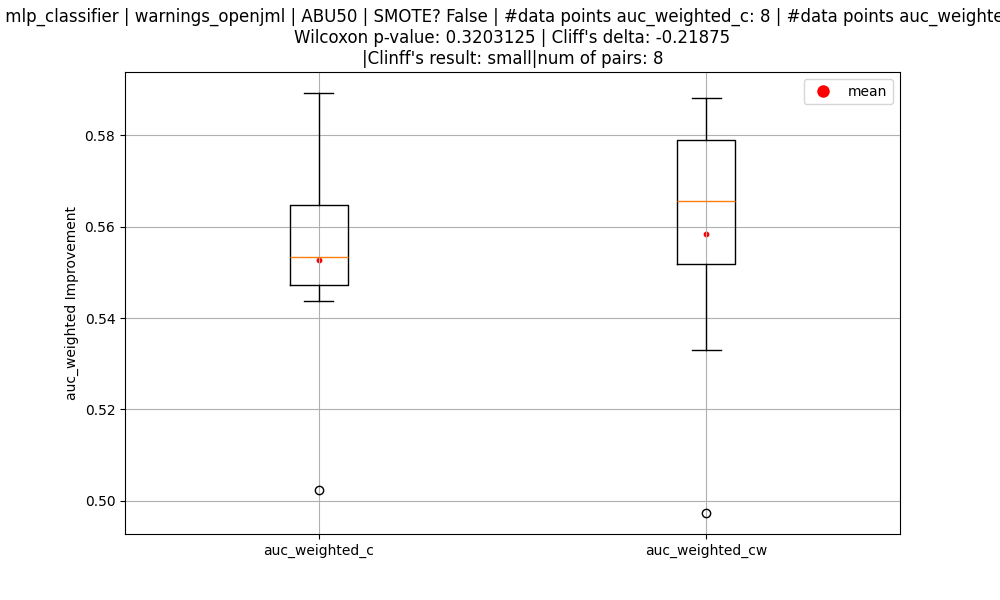 mlp_classifier | warnings_openjml | ABU50 | SMOTE? False | #data points auc_weighted_c: 8 | #data points
Wilcoxon p-value: 0.3203125 | Cliff's delta: -0.21875
|Clinff's result: small|num of pairs: 8
mean
0.58
0.56
0.54
0.52
0.50
auc_weighted Improvement
auc_weighted_c
auc_weighted_cw